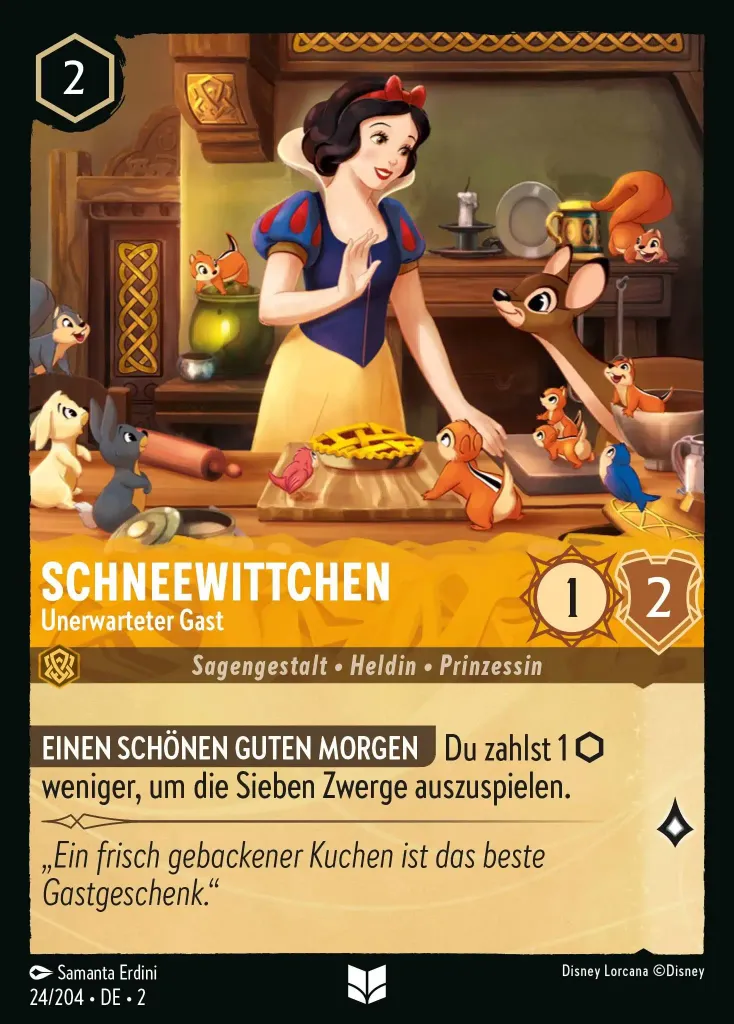 2
SCHNEEWITTCHEN
Unerwarteter Gast
1
2
Sagengestalt • Heldin • Prinzessin
EINEN SCHÖNEN GUTEN MORGEN Du zahlst 1
weniger, um die Sieben Zwerge auszuspielen.
„Ein frisch gebackener Kuchen ist das beste
Gastgeschenk.“
Samanta Erdini
Disney Lorcana ©Disney
24/204 • DE • 2